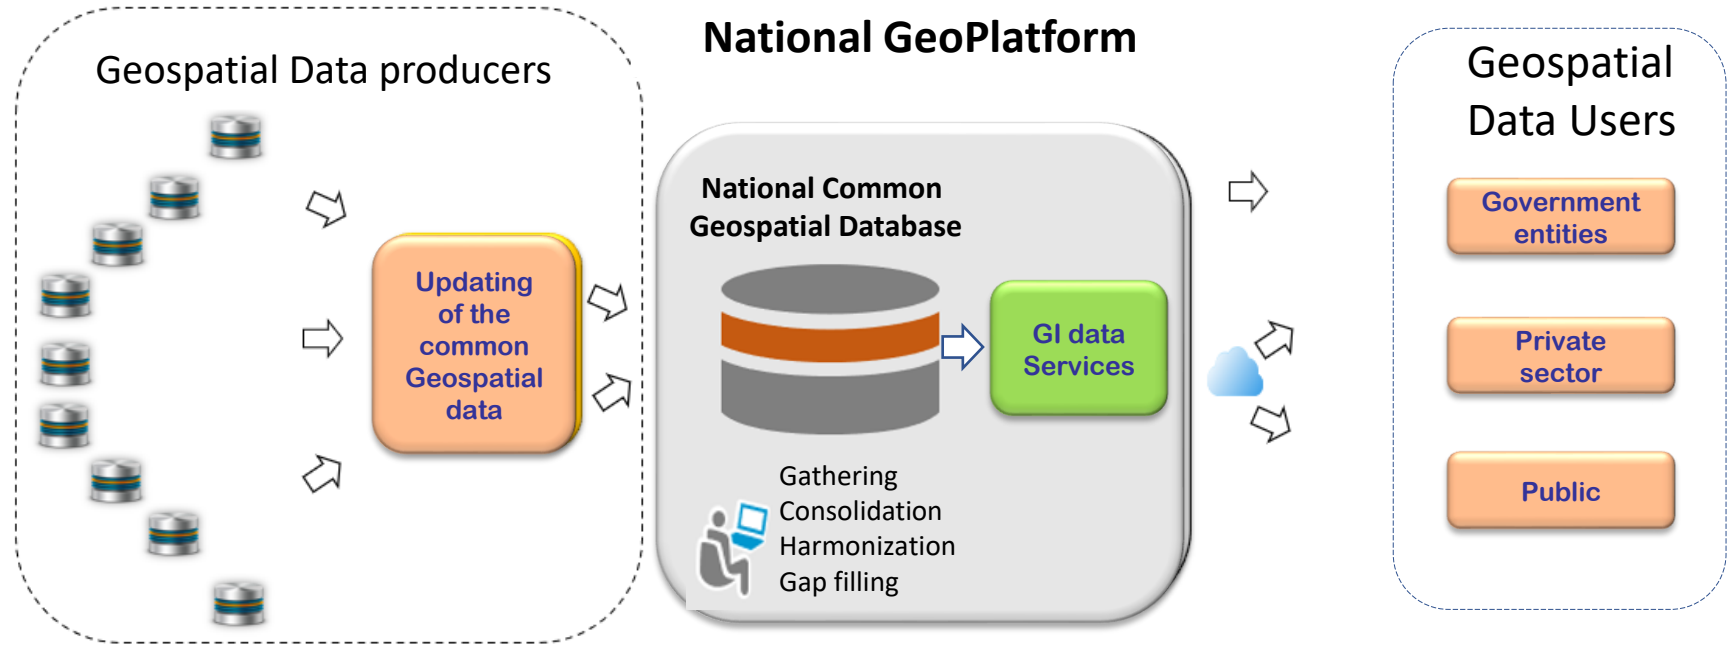 National GeoPlatform
Geospatial Data producers
Updating
of the
common
Geospatial
data
National Common
Geospatial Database
GI data
Services
Gathering
Consolidation
Harmonization
Gap filling
Geospatial
Data Users
Government
entities
Private
sector
Public